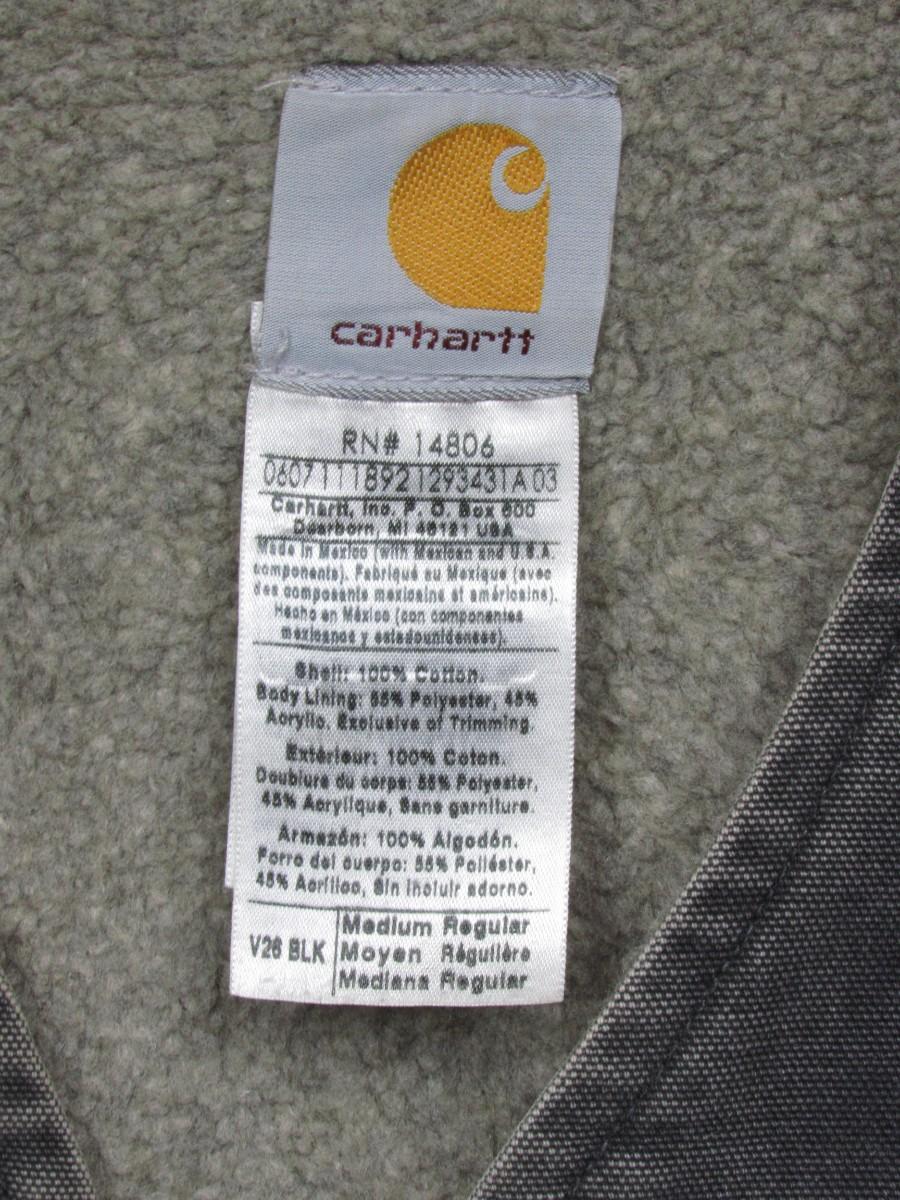 carhartt
RN# 14806
0607111892129343IA 03
Carhartt, Inc. P. O. Box 600
Dearborn, MI 48121 USA
Made in Mexico (with Mexican and U.S.A.
components). Fabriqué au Mexique (avec
des composants mexicains et américains).
Hecho en México (con componentes
mexicanos y estadounidenses).
Shell: 100% Cotton.
Body Lining: 55% Polyester, 45%
Acrylic. Exclusive of Trimming.
Extérieur: 100% Coton.
Doublure du corps: 55% Polyester,
45% Acrylique, Sans garniture.
Armazón: 100% Algodón.
Forro del cuerpo: 55% Poliéster,
45% Acrílico, Sin incluir adorno.
V26 BLK
Medium Regular
Moyen Régulière
Mediana Regular